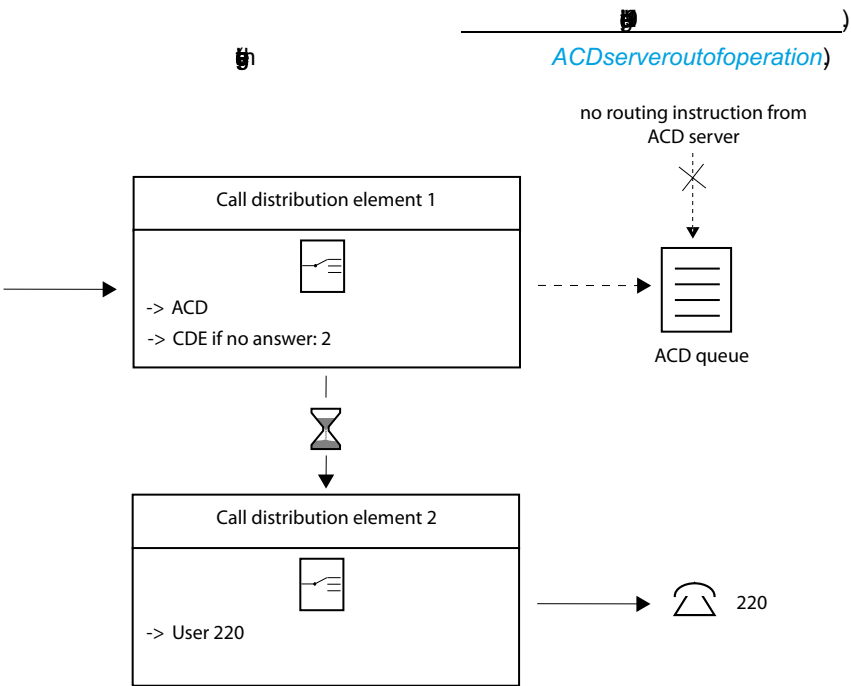 )
ACDserveroutofoperation)
no routing instruction from
ACD server
Call distribution element 1
-> ACD
-> CDE if no answer: 2
ACD queue
Call distribution element 2
-> User 220
220